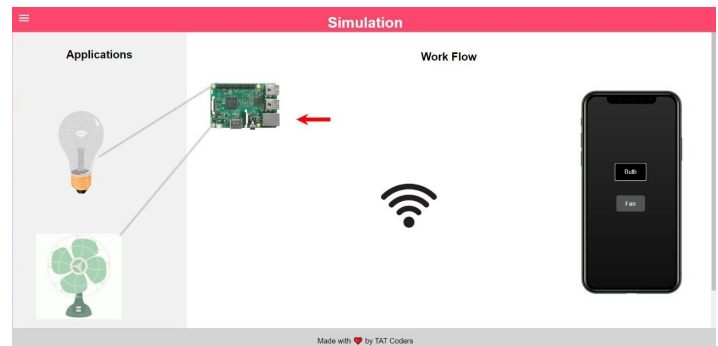 Simulation
Applications
Work Flow
Bulb
Fan
Made with ❤ by TAT Coders